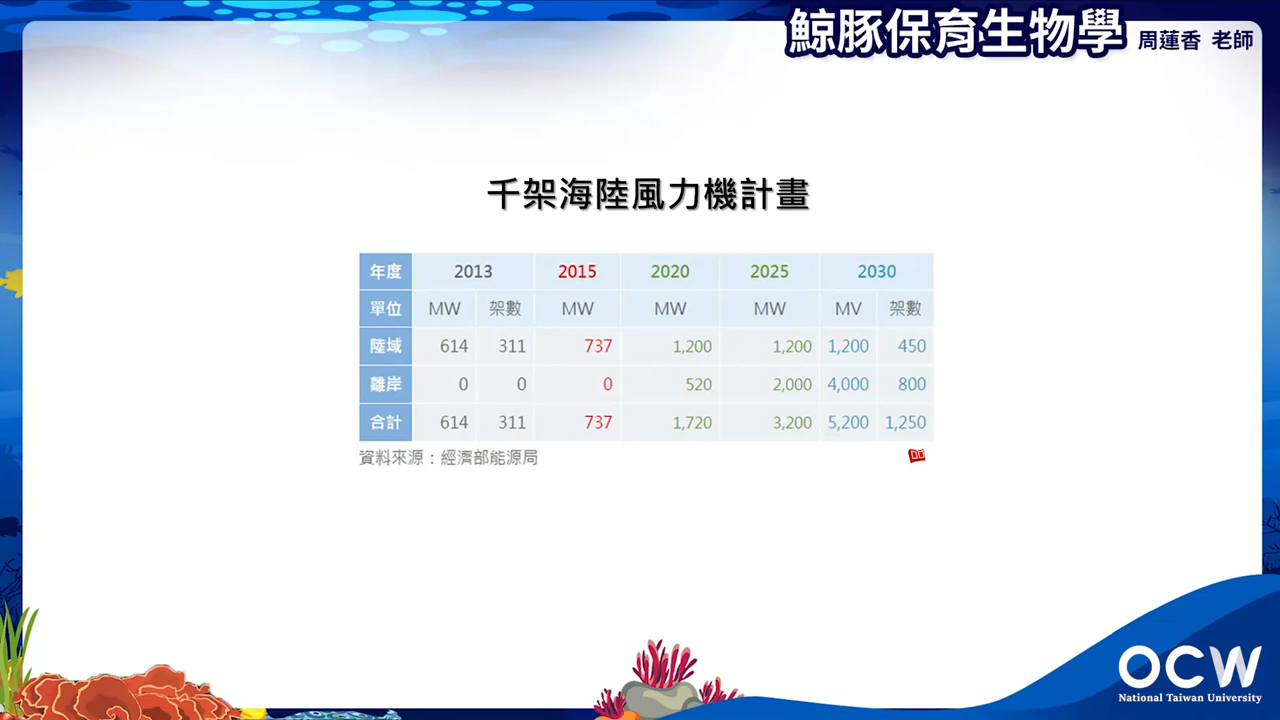 鯨豚保育生物學 周蓮香 老師
千架海陸風力機計畫
年度 2013 2015 2020 2025 2030
單位 MW 架數 MW MW MW MV 架數
陸域 614 311 737 1,200 1,200 1,200 450
離岸 0 0 0 520 2,000 4,000 800
合計 614 311 737 1,720 3,200 5,200 1,250
資料來源：經濟部能源局
OCW
National Taiwan University